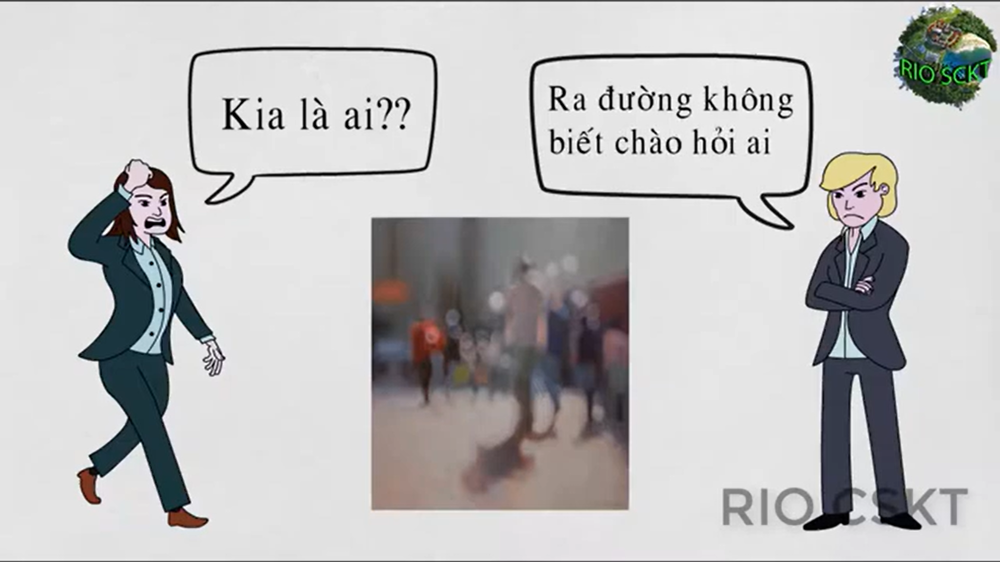 Kia là ai??
Ra đường không
biết chào hỏi ai
RIO SCKT
RIO CSKT